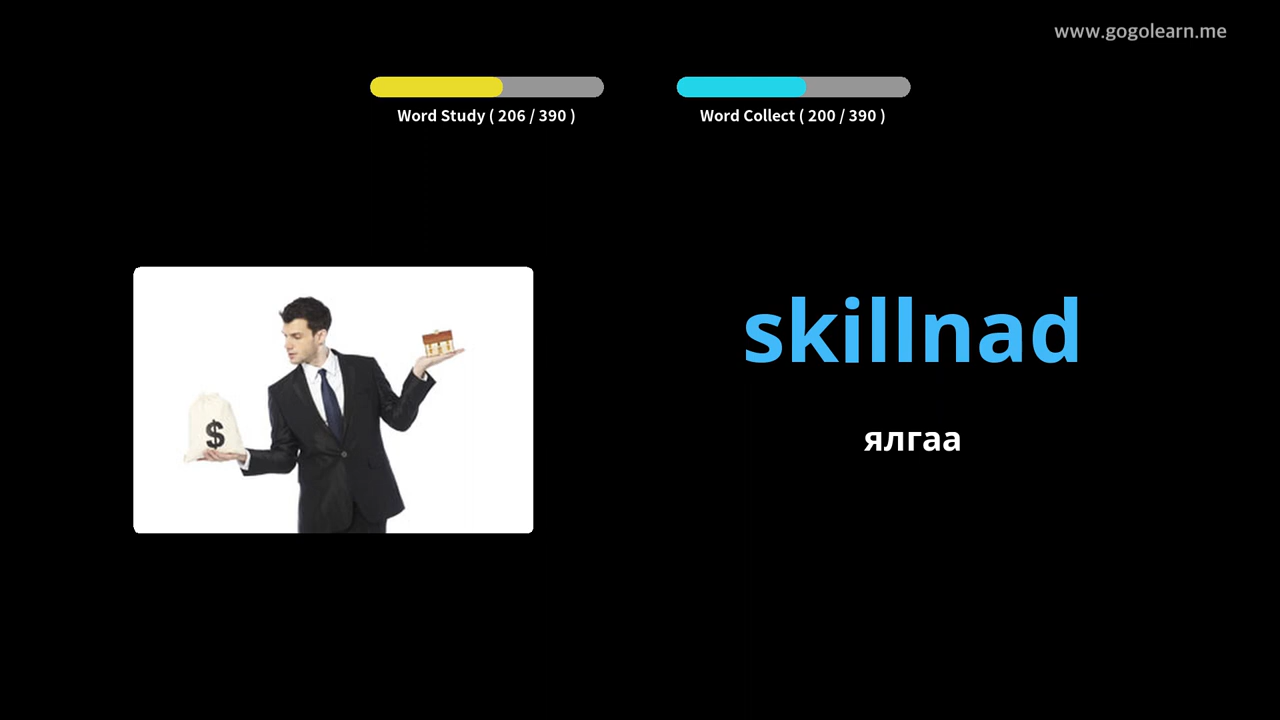 www.gogolearn.me
Word Study ( 206 / 390 )
Word Collect ( 200 / 390 )
$
skillnad
ялгаа